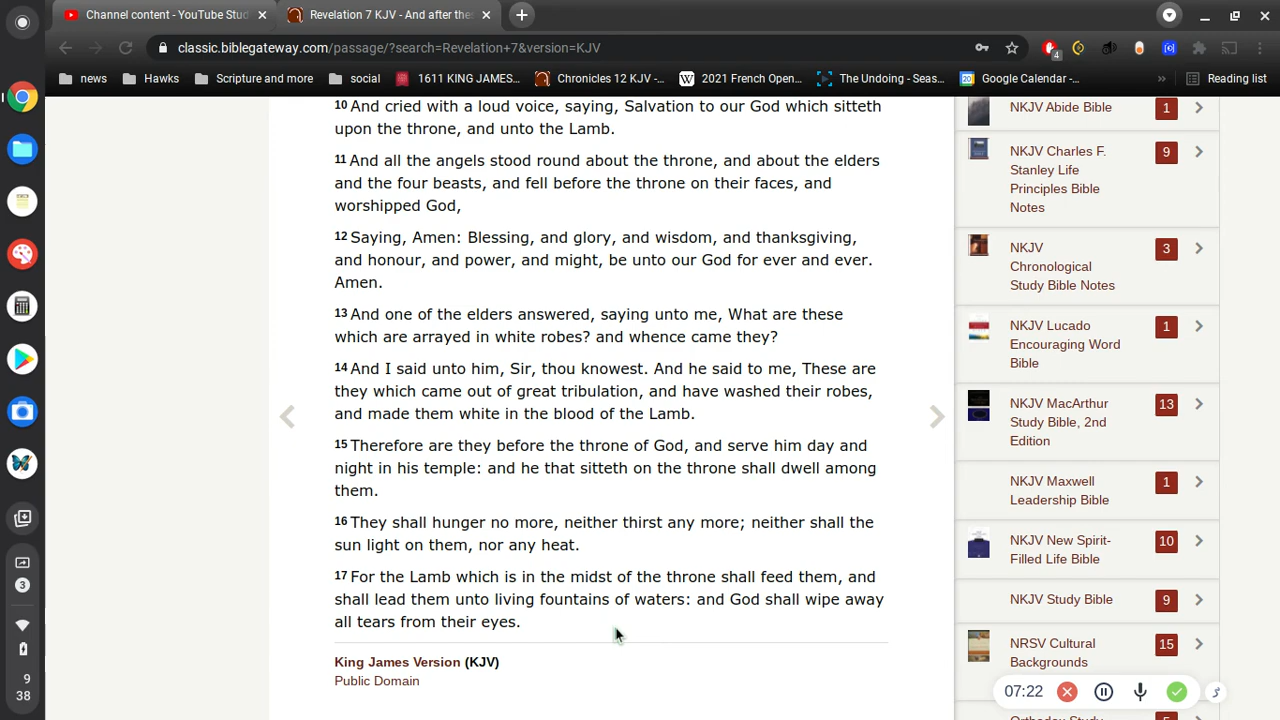 Channel content - YouTube Stud
Revelation 7 KJV - And after thes
classic.biblegateway.com/passage/?search=Revelation+7&version=KJV
4
news
Hawks
Scripture and more
social
1611 KING JAMES...
Chronicles 12 KJV -...
2021 French Open...
The Undoing - Seas...
20
Google Calendar -...
»
Reading list
10 And cried with a loud voice, saying, Salvation to our God which sitteth
upon the throne, and unto the Lamb.
11 And all the angels stood round about the throne, and about the elders
and the four beasts, and fell before the throne on their faces, and
worshipped God,
12 Saying, Amen: Blessing, and glory, and wisdom, and thanksgiving,
and honour, and power, and might, be unto our God for ever and ever.
Amen.
13 And one of the elders answered, saying unto me, What are these
which are arrayed in white robes? and whence came they?
14 And I said unto him, Sir, thou knowest. And he said to me, These are
they which came out of great tribulation, and have washed their robes,
and made them white in the blood of the Lamb.
15 Therefore are they before the throne of God, and serve him day and
night in his temple: and he that sitteth on the throne shall dwell among
them.
16 They shall hunger no more, neither thirst any more; neither shall the
sun light on them, nor any heat.
17 For the Lamb which is in the midst of the throne shall feed them, and
shall lead them unto living fountains of waters: and God shall wipe away
all tears from their eyes.
King James Version (KJV)
Public Domain
NKJV Abide Bible
1
NKJV Charles F.
Stanley Life
Principles Bible
Notes
9
NKJV
Chronological
Study Bible Notes
3
NKJV Lucado
Encouraging Word
Bible
1
NKJV MacArthur
Study Bible, 2nd
Edition
13
NKJV Maxwell
Leadership Bible
1
NKJV New Spirit-
Filled Life Bible
10
NKJV Study Bible
9
NRSV Cultural
Backgrounds
15
07:22
3
9
38